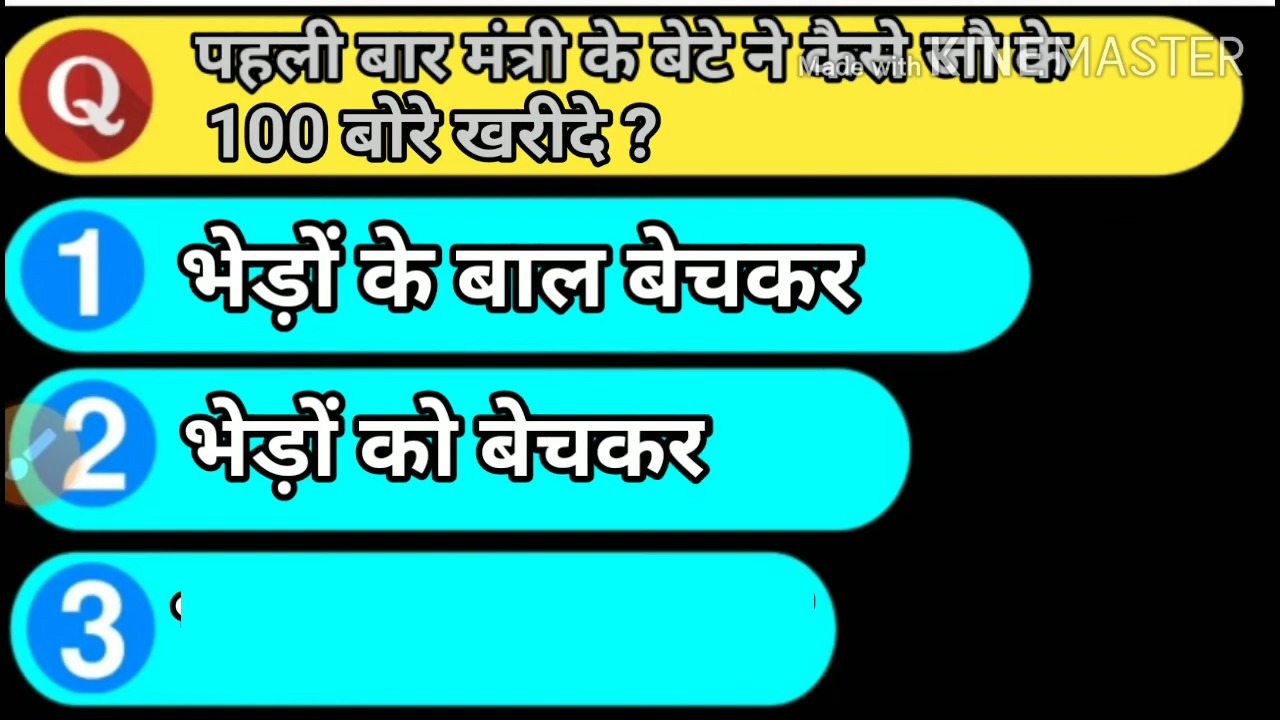 Q पहली बार मंत्री के बेटे ने कैसे जौ के
Made with KINEMASTER
100 बोरे खरीदे ?
1 भेड़ों के बाल बेचकर
2 भेड़ों को बेचकर
3